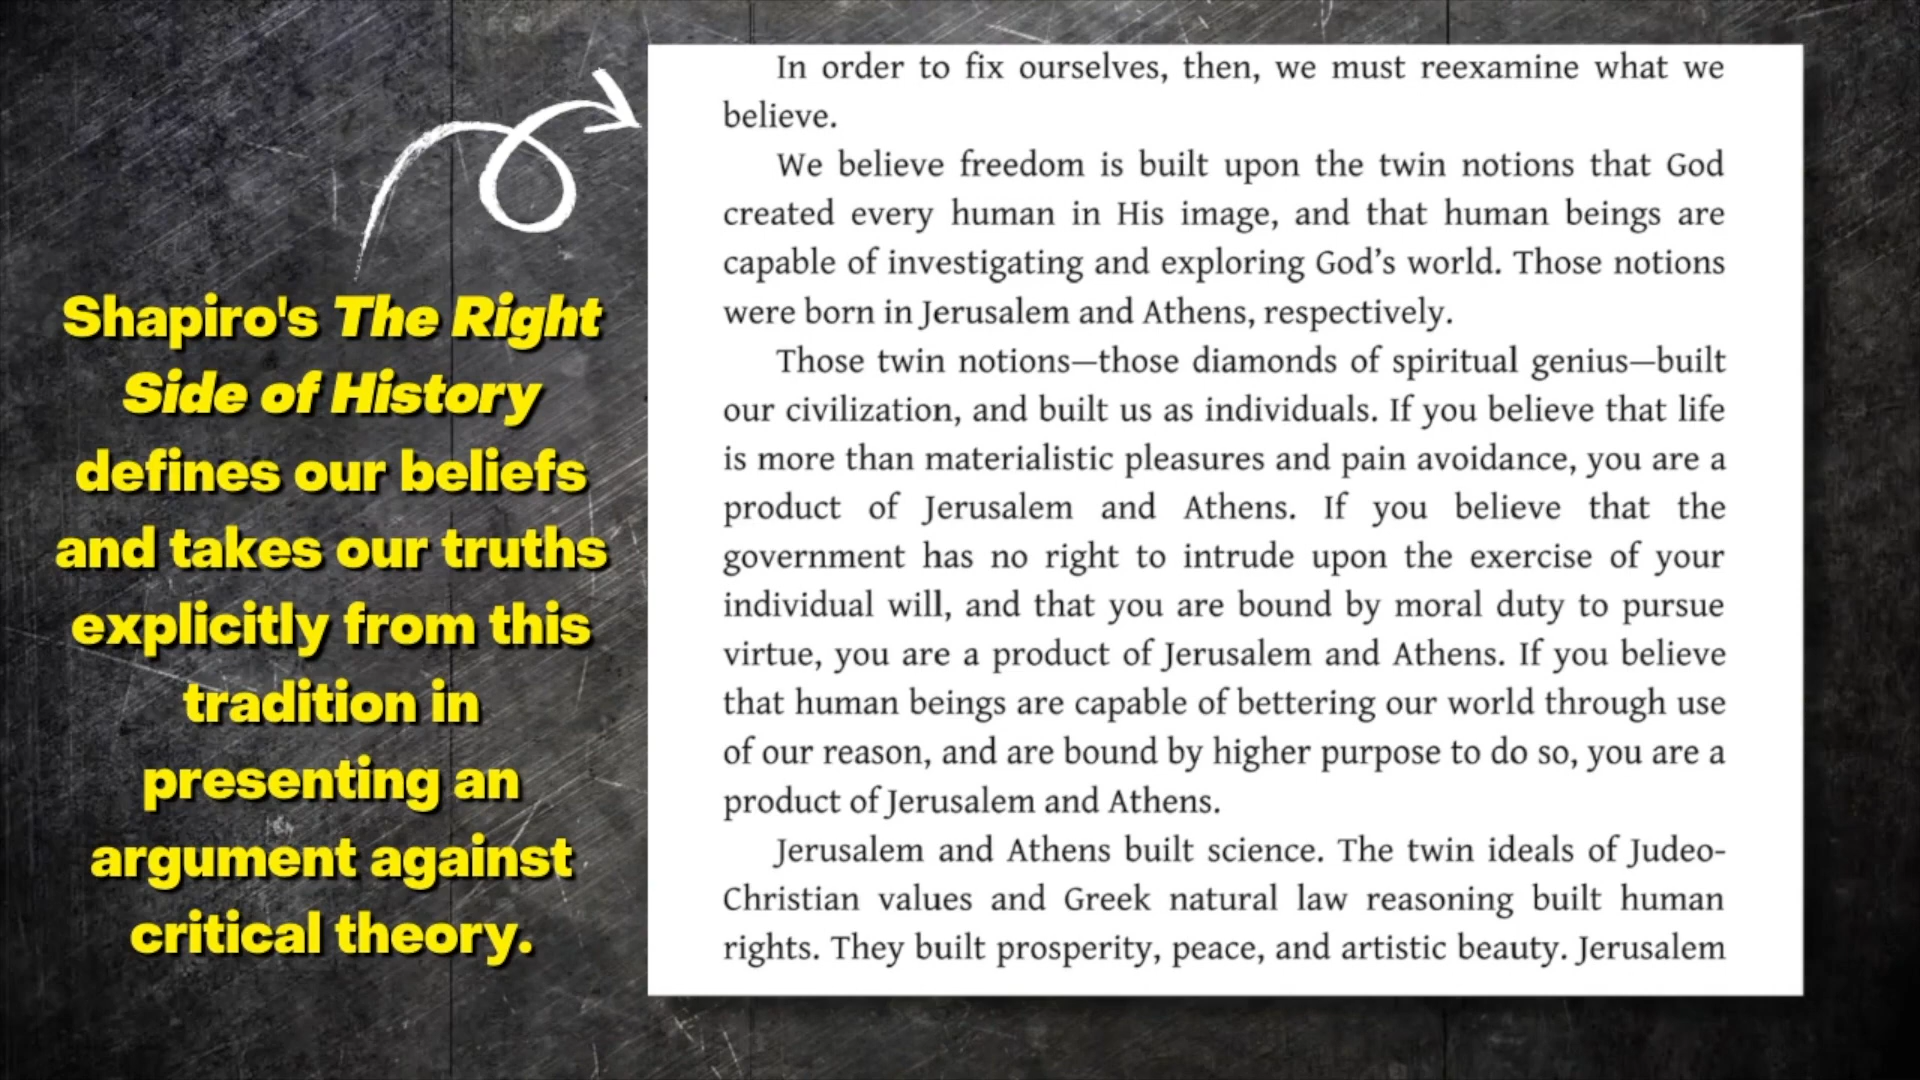 Shapiro's The Right
Side of History
defines our beliefs
and takes our truths
explicitly from this
tradition in
presenting an
argument against
critical theory.
In order to fix ourselves, then, we must reexamine what we
believe.
We believe freedom is built upon the twin notions that God
created every human in His image, and that human beings are
capable of investigating and exploring God’s world. Those notions
were born in Jerusalem and Athens, respectively.
Those twin notions—those diamonds of spiritual genius—built
our civilization, and built us as individuals. If you believe that life
is more than materialistic pleasures and pain avoidance, you are a
product of Jerusalem and Athens. If you believe that the
government has no right to intrude upon the exercise of your
individual will, and that you are bound by moral duty to pursue
virtue, you are a product of Jerusalem and Athens. If you believe
that human beings are capable of bettering our world through use
of our reason, and are bound by higher purpose to do so, you are a
product of Jerusalem and Athens.
Jerusalem and Athens built science. The twin ideals of Judeo-
Christian values and Greek natural law reasoning built human
rights. They built prosperity, peace, and artistic beauty. Jerusalem